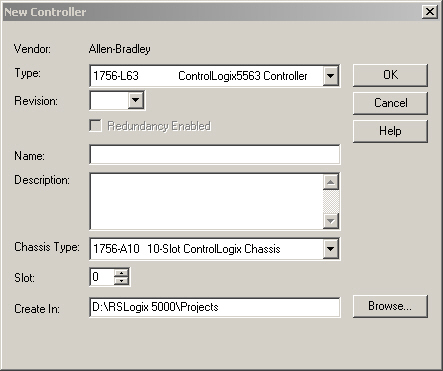 New Controller
Vendor: Allen-Bradley
Type: 1756-L63 ControlLogix5563 Controller OK
Revision: Cancel
Redundancy Enabled Help
Name:
Description:
Chassis Type: 1756-A10 10-Slot ControlLogix Chassis
Slot: 0
Create In: D:\RSLogix 5000\Projects Browse...